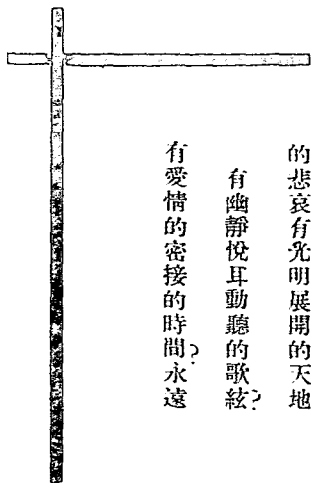 的悲哀有光明展開的天地
有幽靜悅耳動聽的歌絃?
有愛情的密接的時間?永遠